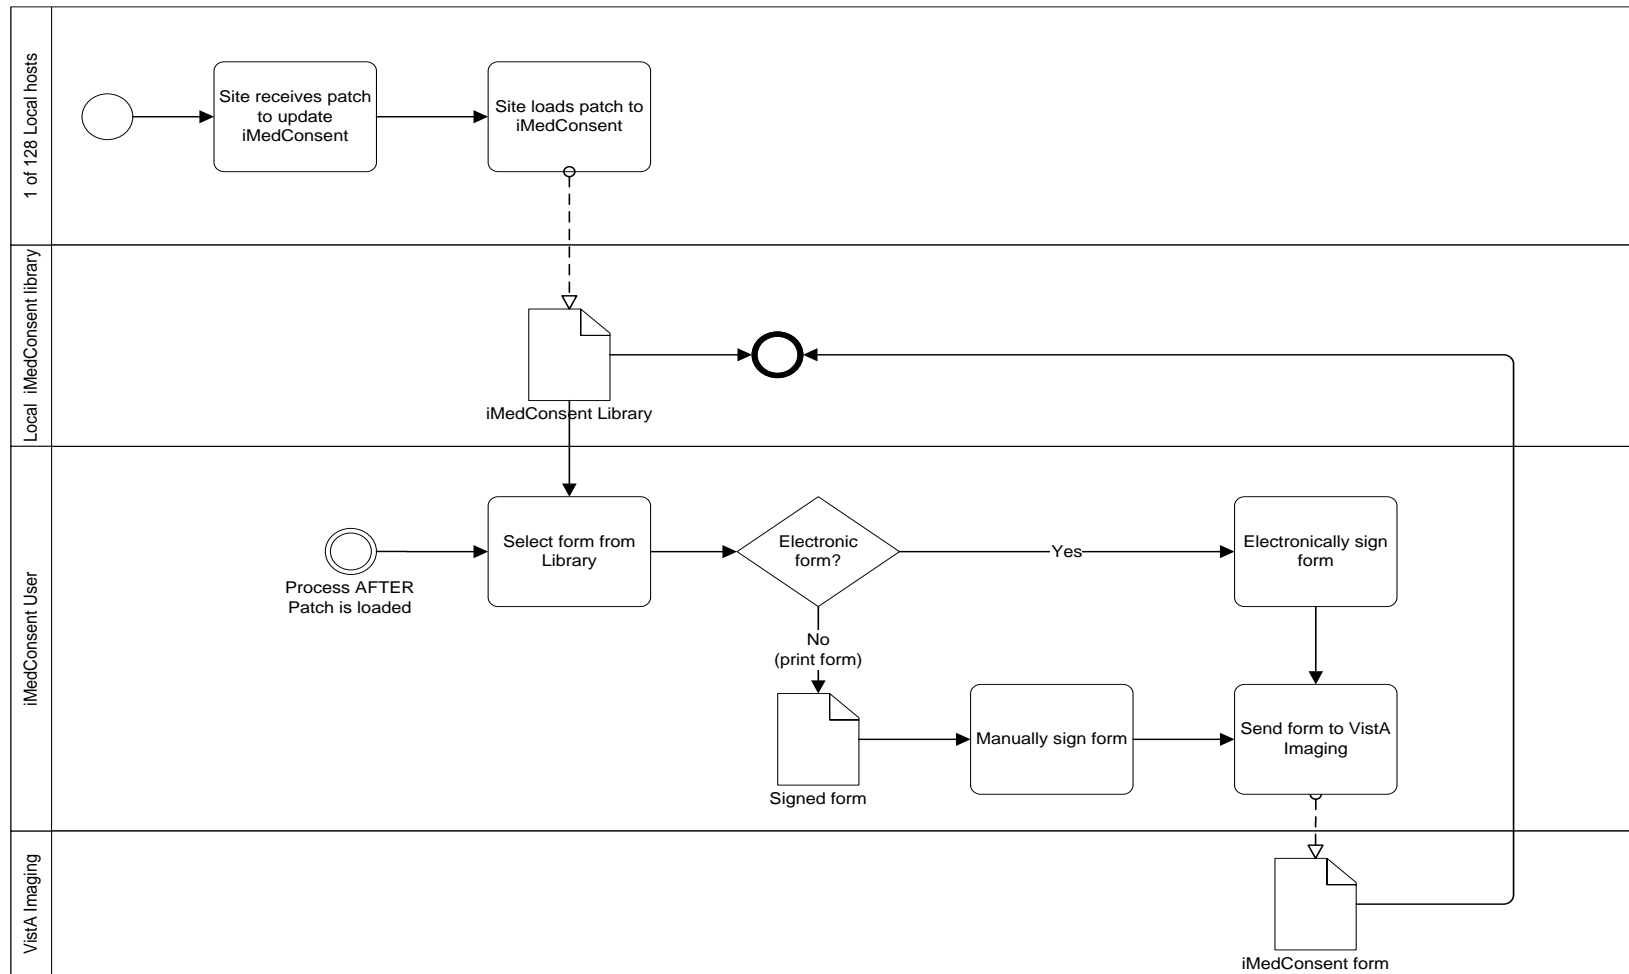 1 of 128 Local hosts
Site receives patch
to update
iMedConsent
Site loads patch to
iMedConsent
Local iMedConsent library
iMedConsent Library
iMedConsent User
Process AFTER
Patch is loaded
Select form from
Library
Electronic
form?
Yes
Electronically sign
form
No
(print form)
Signed form
Manually sign form
Send form to VistA
Imaging
VistA Imaging
iMedConsent form